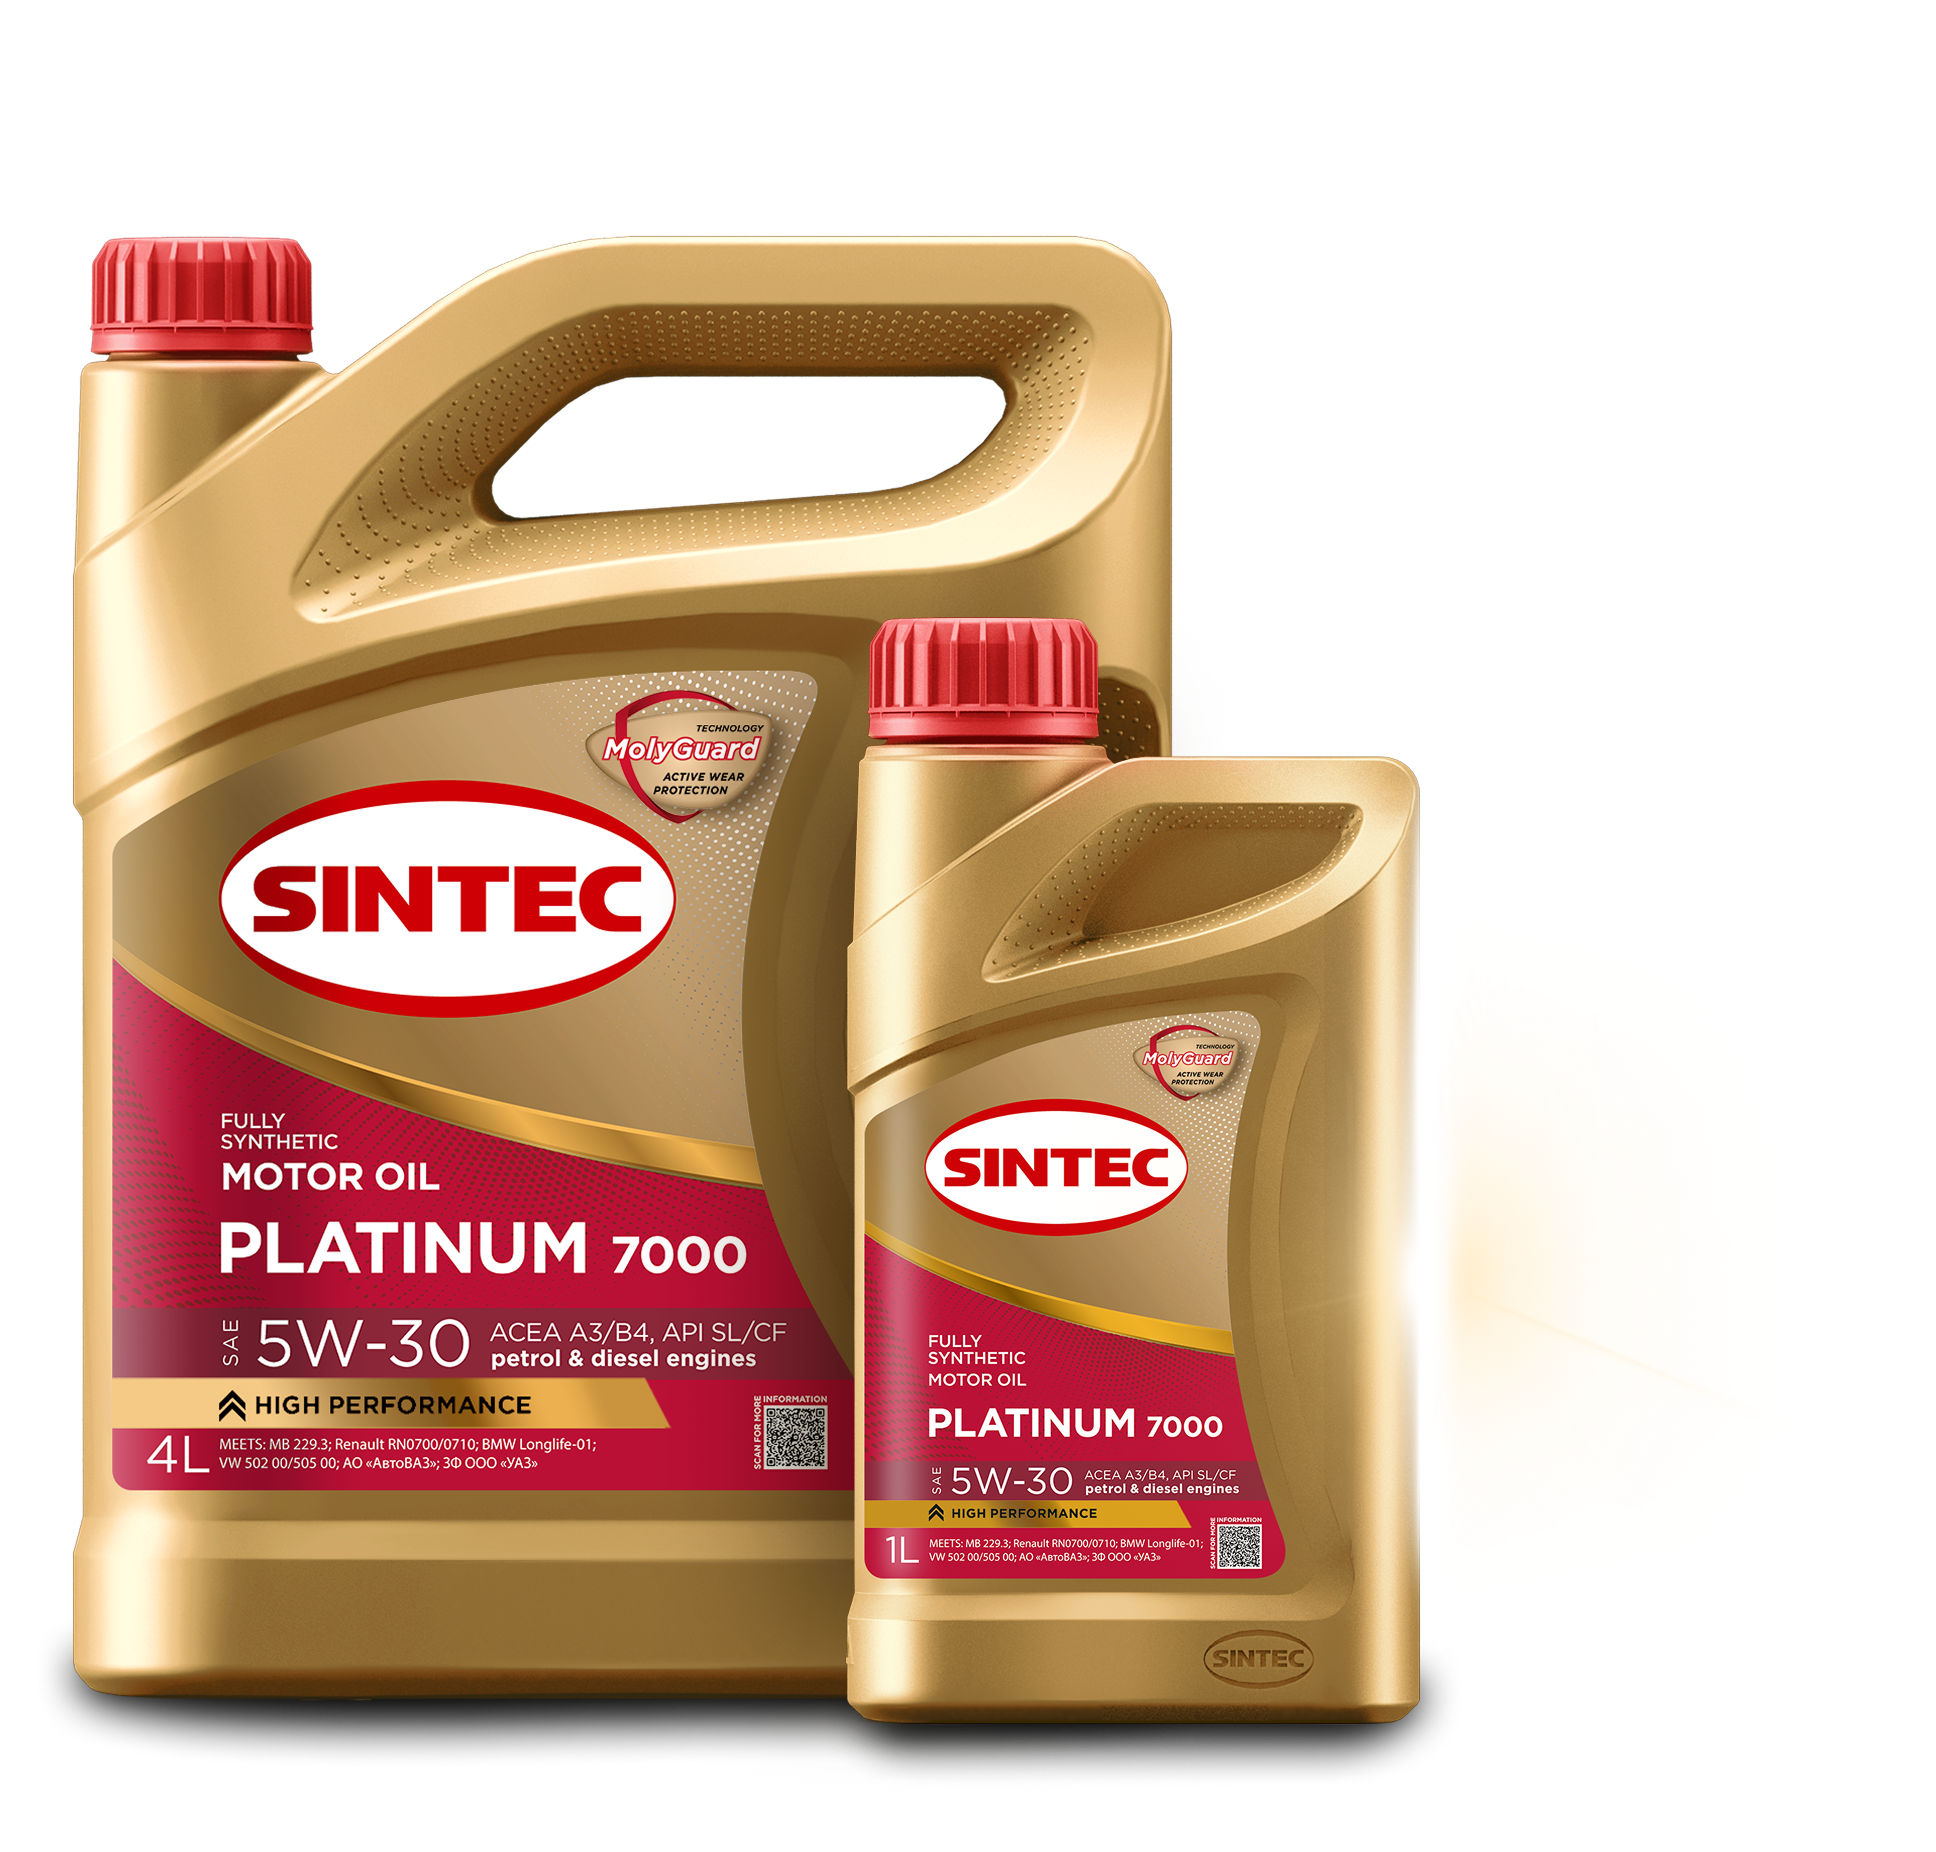 TECHNOLOGY
MolyGuard
ACTIVE WEAR
PROTECTION
SINTEC
FULLY
SYNTHETIC
MOTOR OIL
PLATINUM 7000
SAE 5W-30 ACEA A3/B4, API SL/CF
petrol & diesel engines
HIGH PERFORMANCE
SCAN FOR MORE INFORMATION
4L MEETS: MB 229.3; Renault RN0700/0710; BMW Longlife-01;
VW 502 00/505 00; АО «АвтоВАЗ»; ЗФ ООО «УАЗ»
TECHNOLOGY
MolyGuard
ACTIVE WEAR
PROTECTION
SINTEC
FULLY
SYNTHETIC
MOTOR OIL
PLATINUM 7000
SAE 5W-30 ACEA A3/B4, API SL/CF
petrol & diesel engines
HIGH PERFORMANCE
SCAN FOR MORE INFORMATION
1L MEETS: MB 229.3; Renault RN0700/0710; BMW Longlife-01;
VW 502 00/505 00; АО «АвтоВАЗ»; ЗФ ООО «УАЗ»
SINTEC